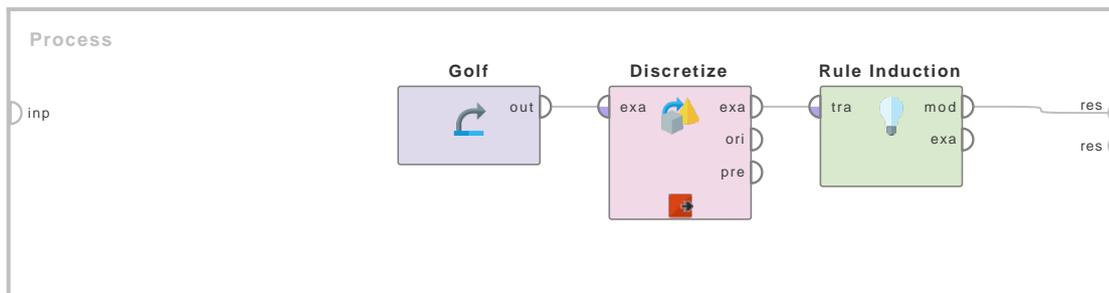 Process
Golf
Discretize
Rule Induction
inp
out
exa
exa
ori
pre
tra
mod
exa
res
res